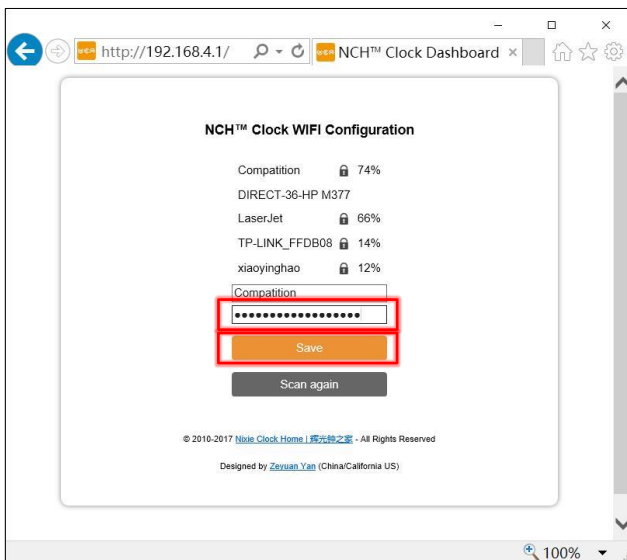 http://192.168.4.1/ NCH™ Clock Dashboard
NCH™ Clock WIFI Configuration
Compatition 74%
DIRECT-36-HP M377
LaserJet 66%
TP-LINK_FFDB08 14%
xiaoyinghao 12%
Compatition
••••••••••••••••••
Save
Scan again
© 2010-2017 Nixie Clock Home | 辉光钟之家 - All Rights Reserved
Designed by Zeyuan Yan (China/California US)
100%